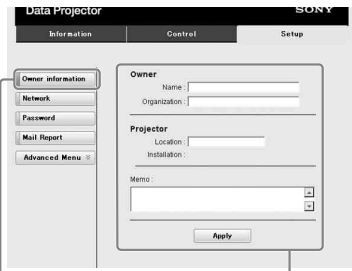 Data Projector
SONY
Information
Control
Setup
Owner information
Network
Password
Mail Report
Advanced Menu
Owner
Name :
Organization :
Projector
Location :
Installation :
Memo :
Apply